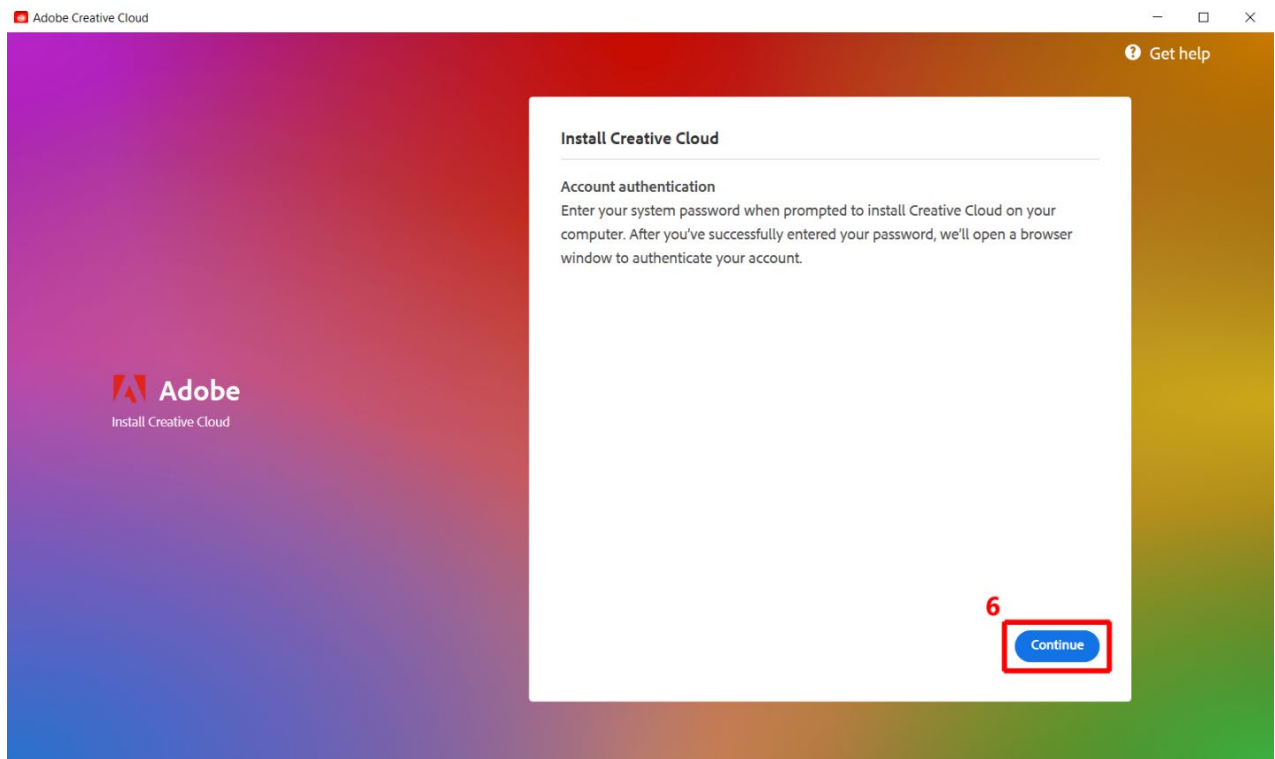 Adobe Creative Cloud
Get help
Install Creative Cloud
Account authentication
Enter your system password when prompted to install Creative Cloud on your
computer. After you've successfully entered your password, we'll open a browser
window to authenticate your account.
Adobe
Install Creative Cloud
6
Continue